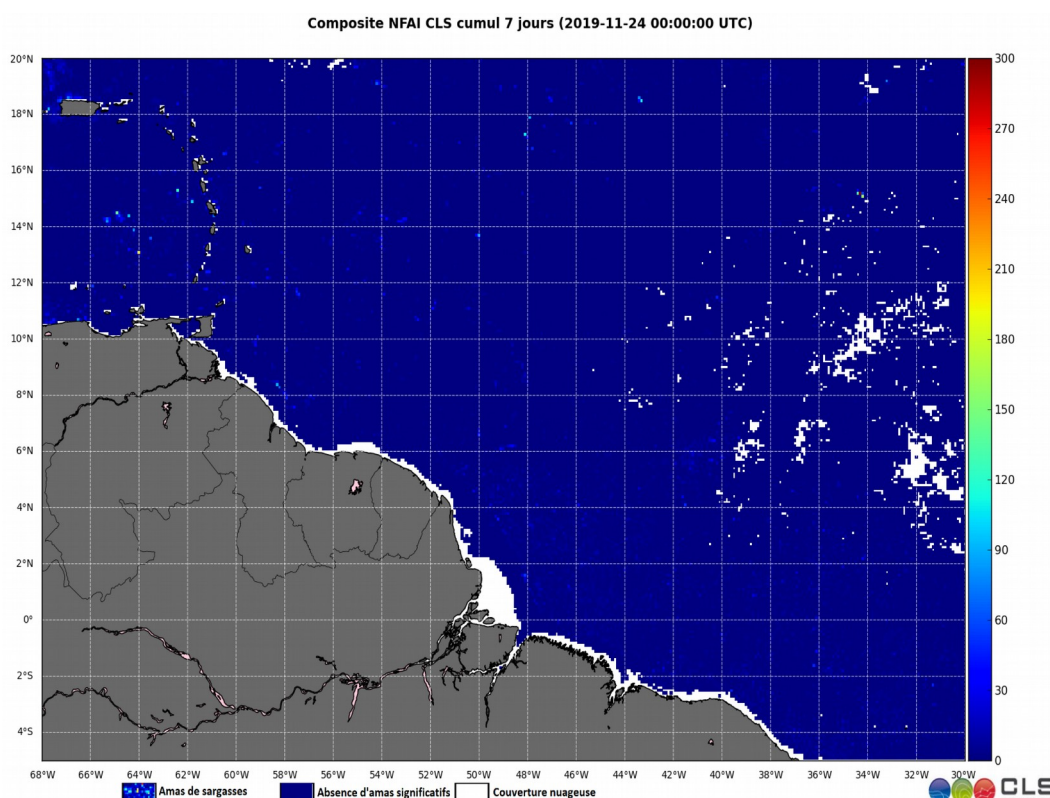 Composite NFAI CLS cumul 7 jours (2019-11-24 00:00:00 UTC)
20°N
18°N
16°N
14°N
12°N
10°N
8°N
6°N
4°N
2°N
0°
2°S
4°S
300
270
240
210
180
150
120
90
60
30
0
68°W 66°W 64°W 62°W 60°W 58°W 56°W 54°W 52°W 50°W 48°W 46°W 44°W 42°W 40°W 38°W 36°W 34°W 32°W 30°W
Amas de sargasses Absence d'amas significatifs Couverture nuageuse
CLS